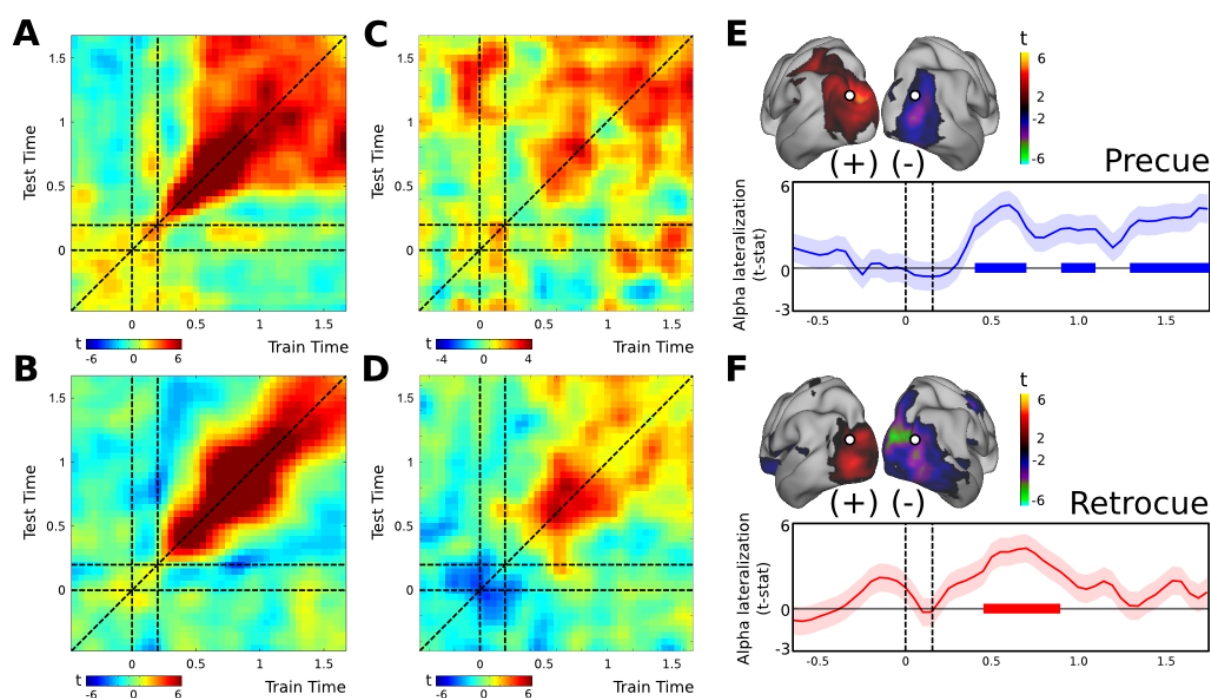 A
Test Time
1.5
1
0.5
0
0 0.5 1 1.5
t -6 0 6
Train Time
C
Test Time
1.5
1
0.5
0
0 0.5 1 1.5
t -4 0 4
Train Time
E
t
6
2
-2
-6
(+) (-)
Precue
Alpha lateralization
(t-stat)
6
0
-3
-0.5 0 0.5 1.0 1.5
B
Test Time
1.5
1
0.5
0
0 0.5 1 1.5
t -6 0 6
Train Time
D
Test Time
1.5
1
0.5
0
0 0.5 1 1.5
t -6 0 6
Train Time
F
t
6
2
-2
-6
(+) (-)
Retrocue
Alpha lateralization
(t-stat)
6
0
-3
-0.5 0 0.5 1.0 1.5